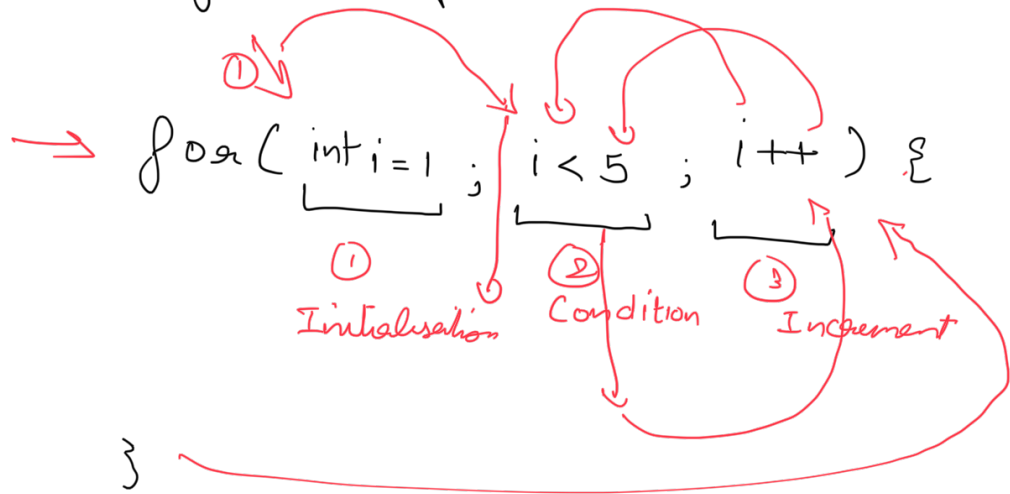 ①
for( int i = 1 ; i < 5 ; i++ ) {
① ② ③
Initialisation Condition Increment
}